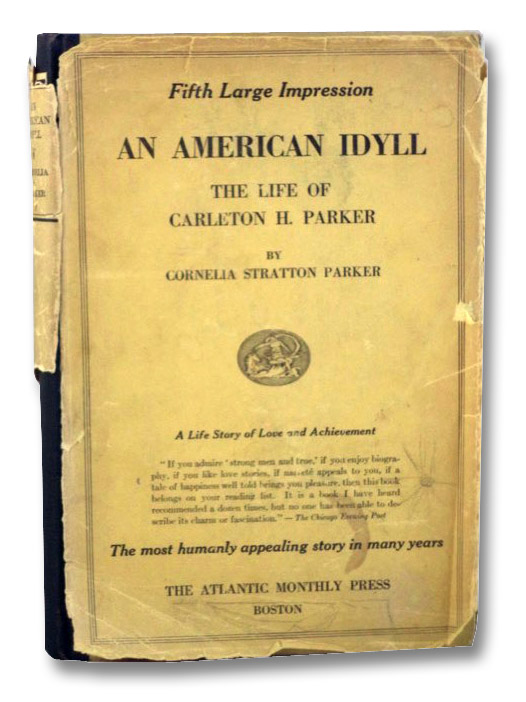 Fifth Large Impression
AN AMERICAN IDYLL
THE LIFE OF
CARLETON H. PARKER
BY
CORNELIA STRATTON PARKER
A Life Story of Love and Achievement
"If you admire 'strong men and true,' if you enjoy biogra-
phy, if you like love stories, if naïveté appeals to you, if a
tale of happiness well told brings you pleasure, then this book
belongs on your reading list. It is a book I have heard
recommended a dozen times, but no one has been able to de-
scribe its charm or fascination." — The Chicago Evening Post
The most humanly appealing story in many years
THE ATLANTIC MONTHLY PRESS
BOSTON